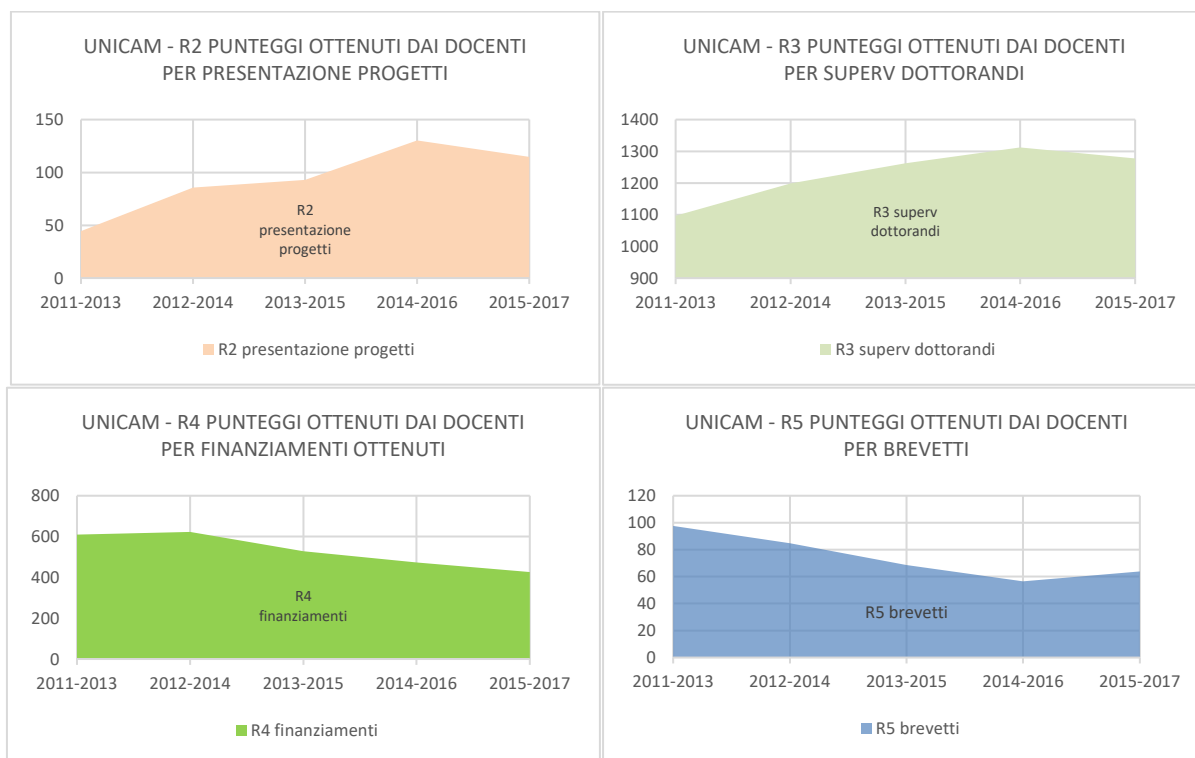 UNICAM - R2 PUNTEGGI OTTENUTI DAI DOCENTI
PER PRESENTAZIONE PROGETTI
150
100
50
0
R2
presentazione
progetti
2011-2013 2012-2014 2013-2015 2014-2016 2015-2017
R2 presentazione progetti
UNICAM - R3 PUNTEGGI OTTENUTI DAI DOCENTI
PER SUPERV DOTTORANDI
1400
1300
1200
1100
1000
900
R3 superv
dottorandi
2011-2013 2012-2014 2013-2015 2014-2016 2015-2017
R3 superv dottorandi
UNICAM - R4 PUNTEGGI OTTENUTI DAI DOCENTI
PER FINANZIAMENTI OTTENUTI
800
600
400
200
0
R4
finanziamenti
2011-2013 2012-2014 2013-2015 2014-2016 2015-2017
R4 finanziamenti
UNICAM - R5 PUNTEGGI OTTENUTI DAI DOCENTI
PER BREVETTI
120
100
80
60
40
20
0
R5 brevetti
2011-2013 2012-2014 2013-2015 2014-2016 2015-2017
R5 brevetti